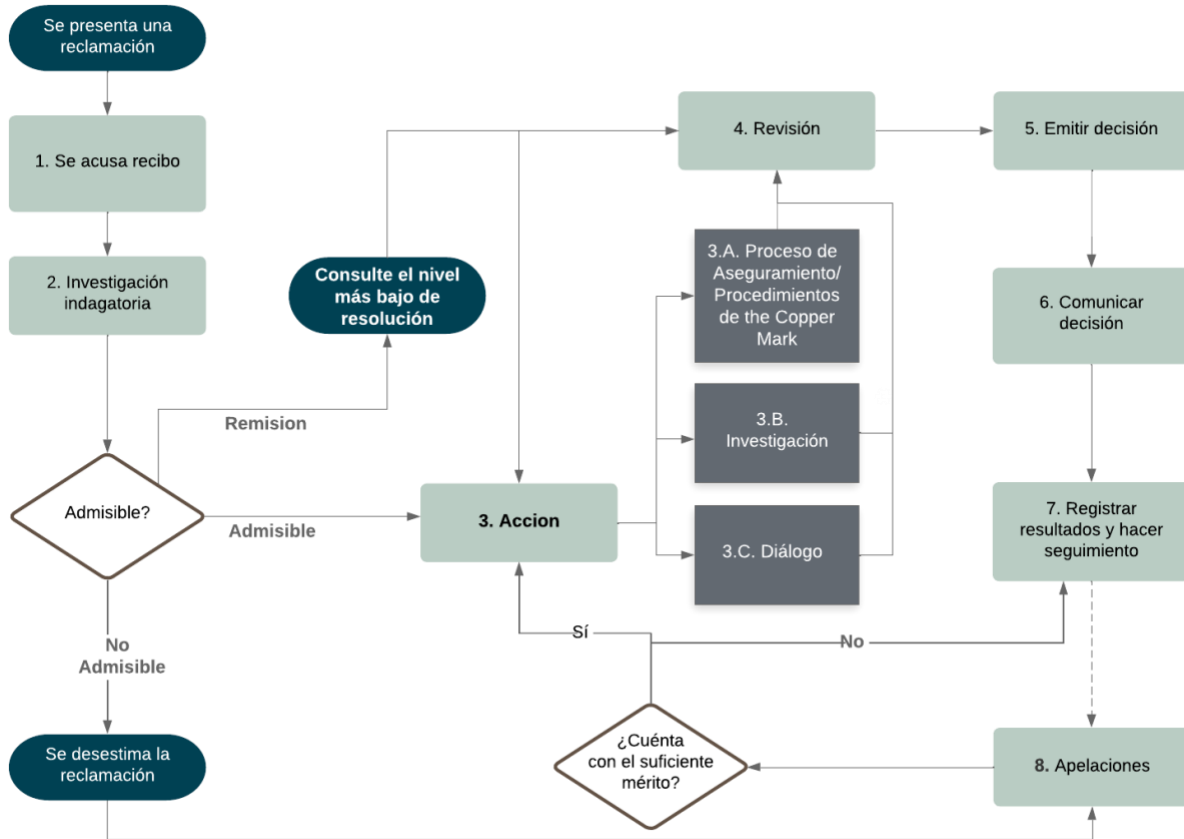 Se presenta una
reclamación
1. Se acusa recibo
2. Investigación
indagatoria
Admisible?
Remision
Consulte el nivel
más bajo de
resolución
Admisible
No
Admisible
Se desestima la
reclamación
3. Accion
3.A. Proceso de
Aseguramiento/
Procedimientos
de the Copper
Mark
3.B.
Investigación
3.C. Diálogo
4. Revisión
5. Emitir decisión
6. Comunicar
decisión
7. Registrar
resultados y hacer
seguimiento
8. Apelaciones
¿Cuénta
con el suficiente
mérito?
Sí
No